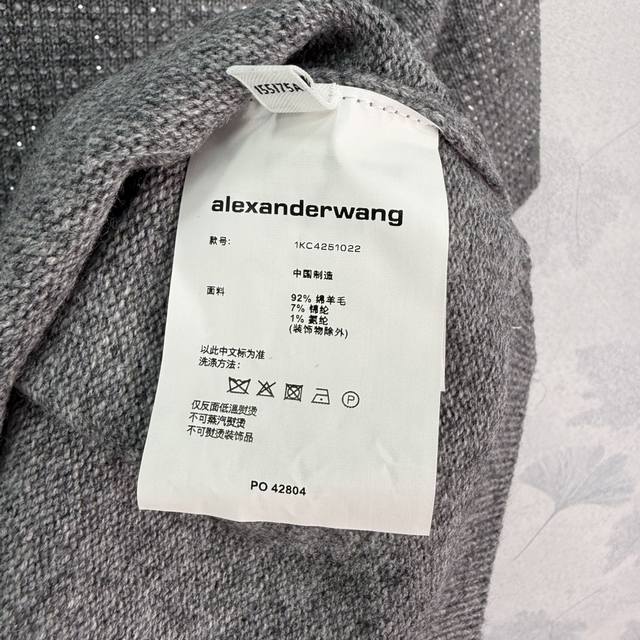 155/75A
alexanderwang
款号: 1KC4251022
中国制造
面料 92% 绵羊毛
7% 锦纶
1% 氨纶
(装饰物除外)
以此中文标为准
洗涤方法:
P
仅反面低温熨烫
不可蒸汽熨烫
不可熨烫装饰品
PO 42804